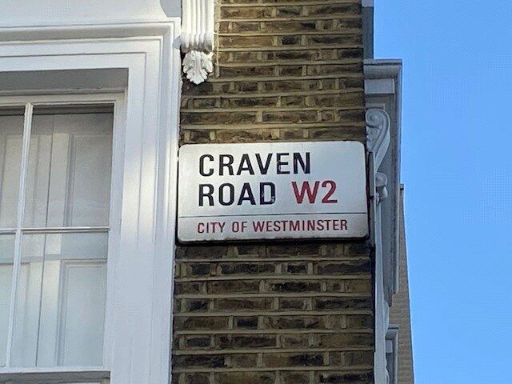 CRAVEN
ROAD W2
CITY OF WESTMINSTER